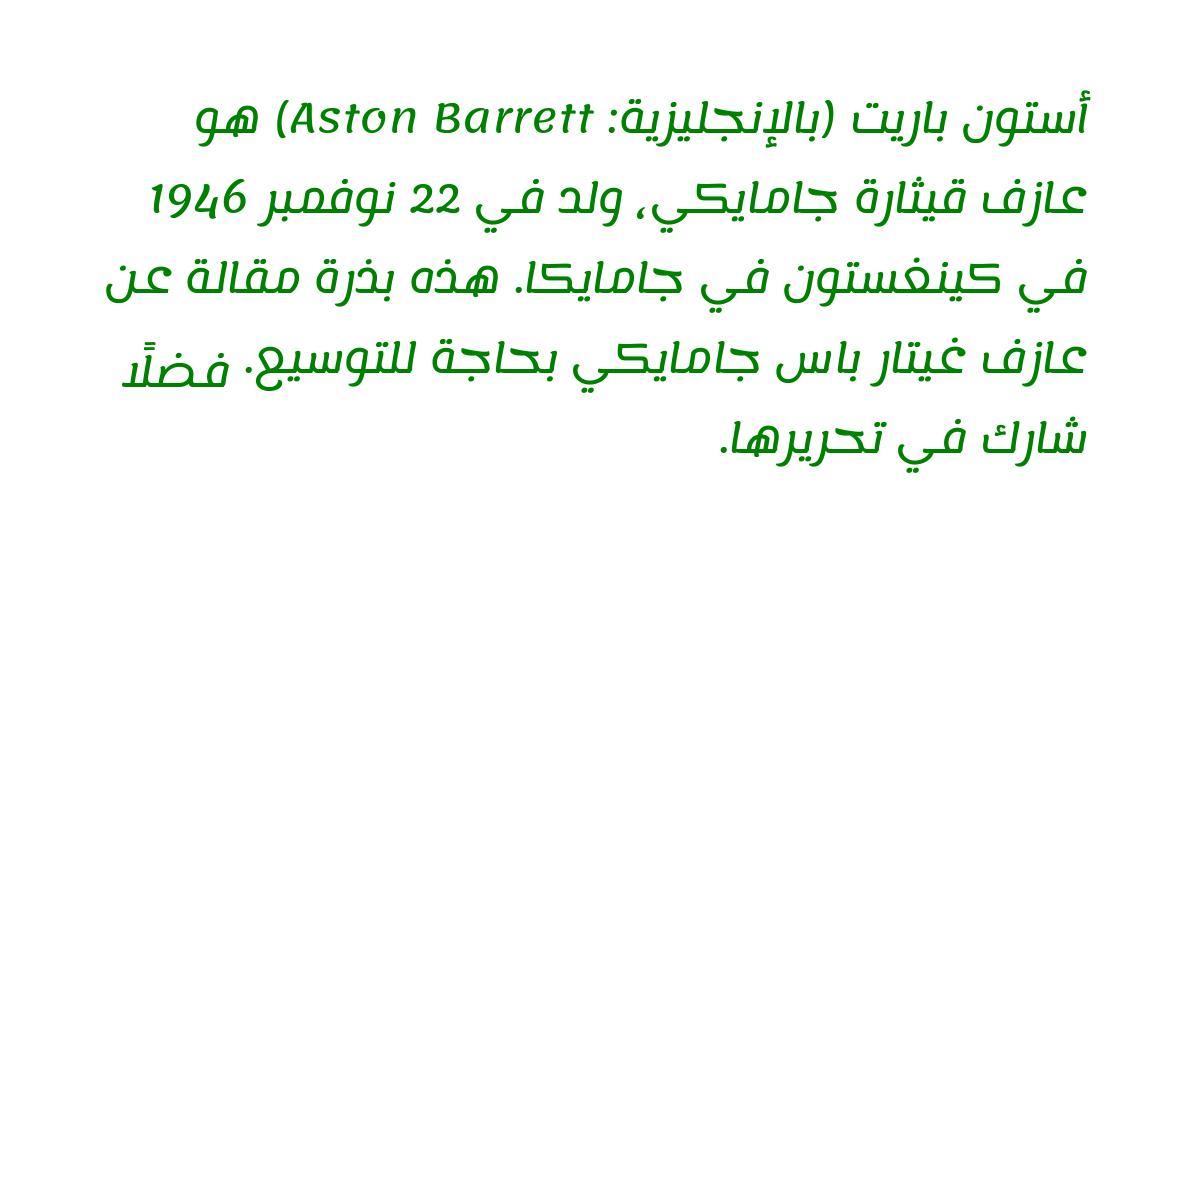 أستون باريت (بالإنجليزية: Aston Barrett) هو
عازف قيثارة جامايكي، ولد في 22 نوفمبر 1946
في كينغستون في جامايكا. هذه بذرة مقالة عن
عازف غيتار باس جامايكي بحاجة للتوسيع. فضلًا
شارك في تحريرها.